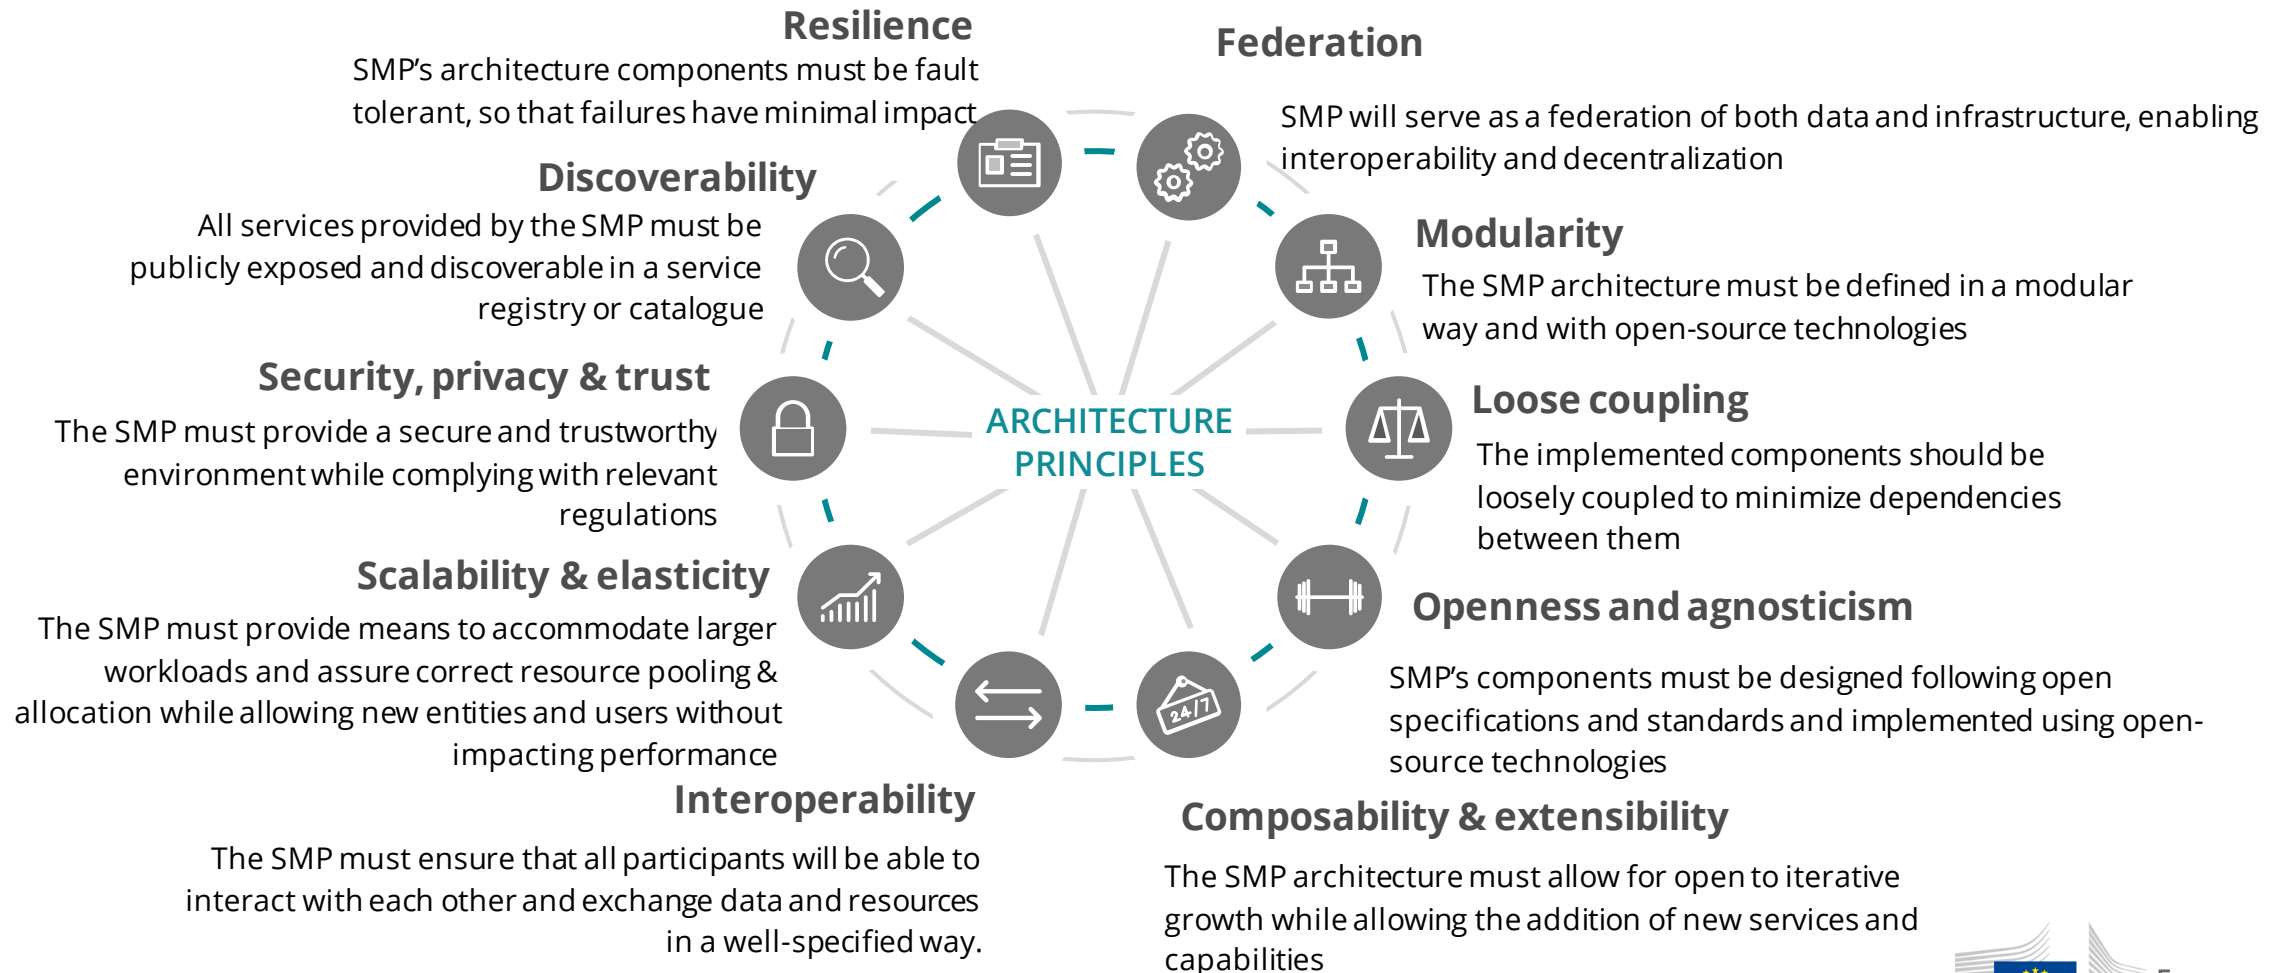 Resilience
SMP's architecture components must be fault
tolerant, so that failures have minimal impact
Federation
SMP will serve as a federation of both data and infrastructure, enabling
interoperability and decentralization
Discoverability
All services provided by the SMP must be
publicly exposed and discoverable in a service
registry or catalogue
Modularity
The SMP architecture must be defined in a modular
way and with open-source technologies
Security, privacy & trust
The SMP must provide a secure and trustworthy
environment while complying with relevant
regulations
ARCHITECTURE
PRINCIPLES
Loose coupling
The implemented components should be
loosely coupled to minimize dependencies
between them
Scalability & elasticity
The SMP must provide means to accommodate larger
workloads and assure correct resource pooling &
allocation while allowing new entities and users without
impacting performance
Openness and agnosticism
SMP's components must be designed following open
specifications and standards and implemented using open-
source technologies
24/7
Interoperability
The SMP must ensure that all participants will be able to
interact with each other and exchange data and resources
in a well-specified way.
Composability & extensibility
The SMP architecture must allow for open to iterative
growth while allowing the addition of new services and
capabilities